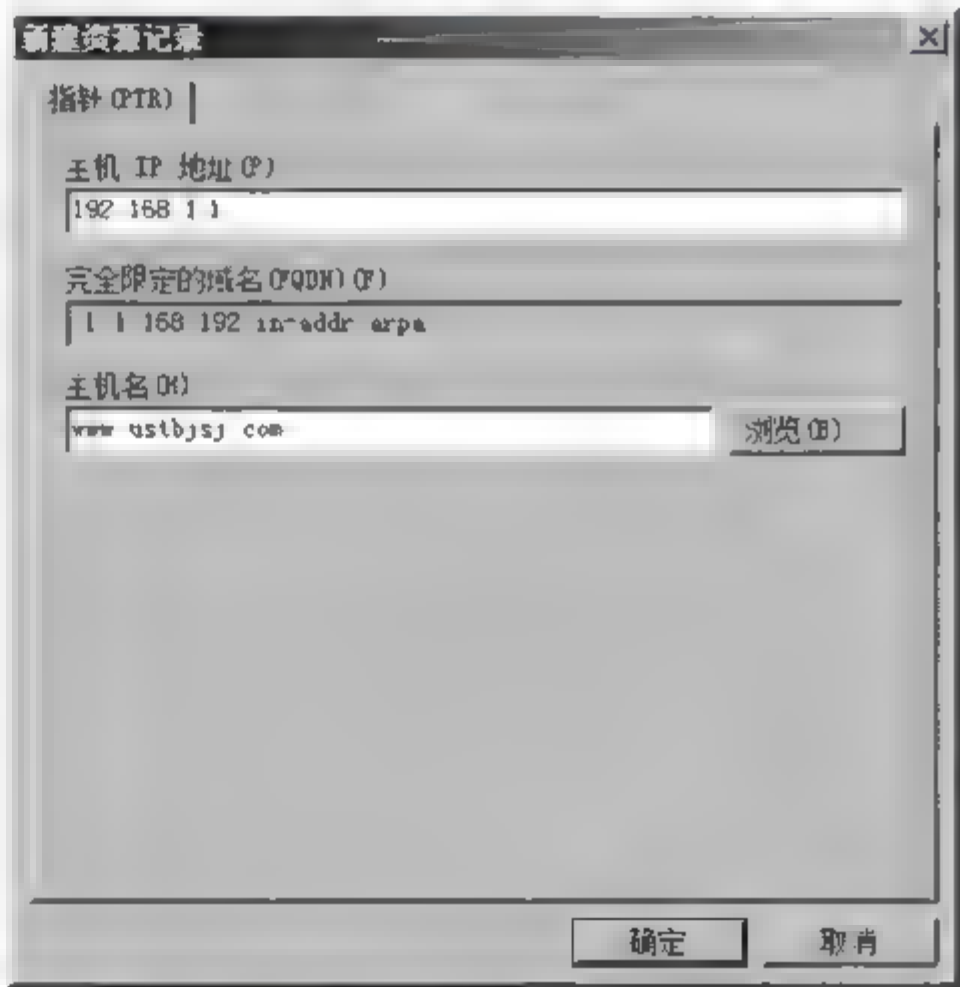 新建资源记录
指针(PTR)
主机 IP 地址(P)
192 168 1 1
完全限定的域名(FQDN)(F)
1 1 168 192 in-addr arpa
主机名(H)
www ustbjsj com
浏览(B)
确定
取消